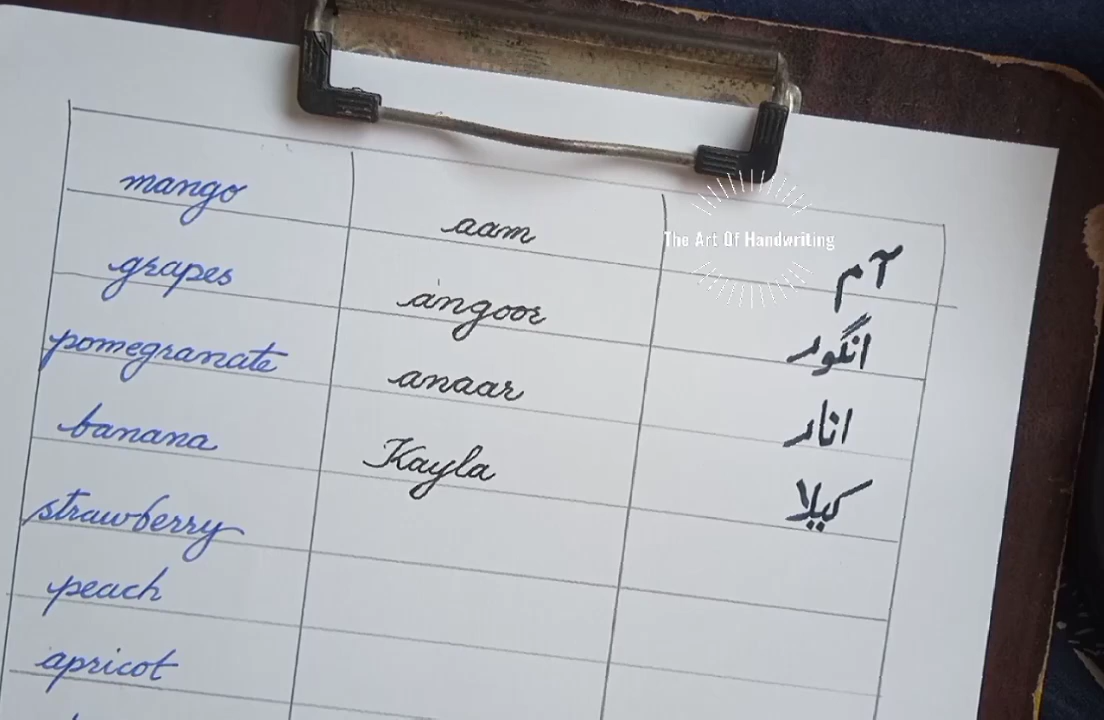 The Art Of Handwriting
mango aam آم
grapes angoor انگور
pomegranate anaar انار
banana Kayla کیلا
strawberry
peach
apricot